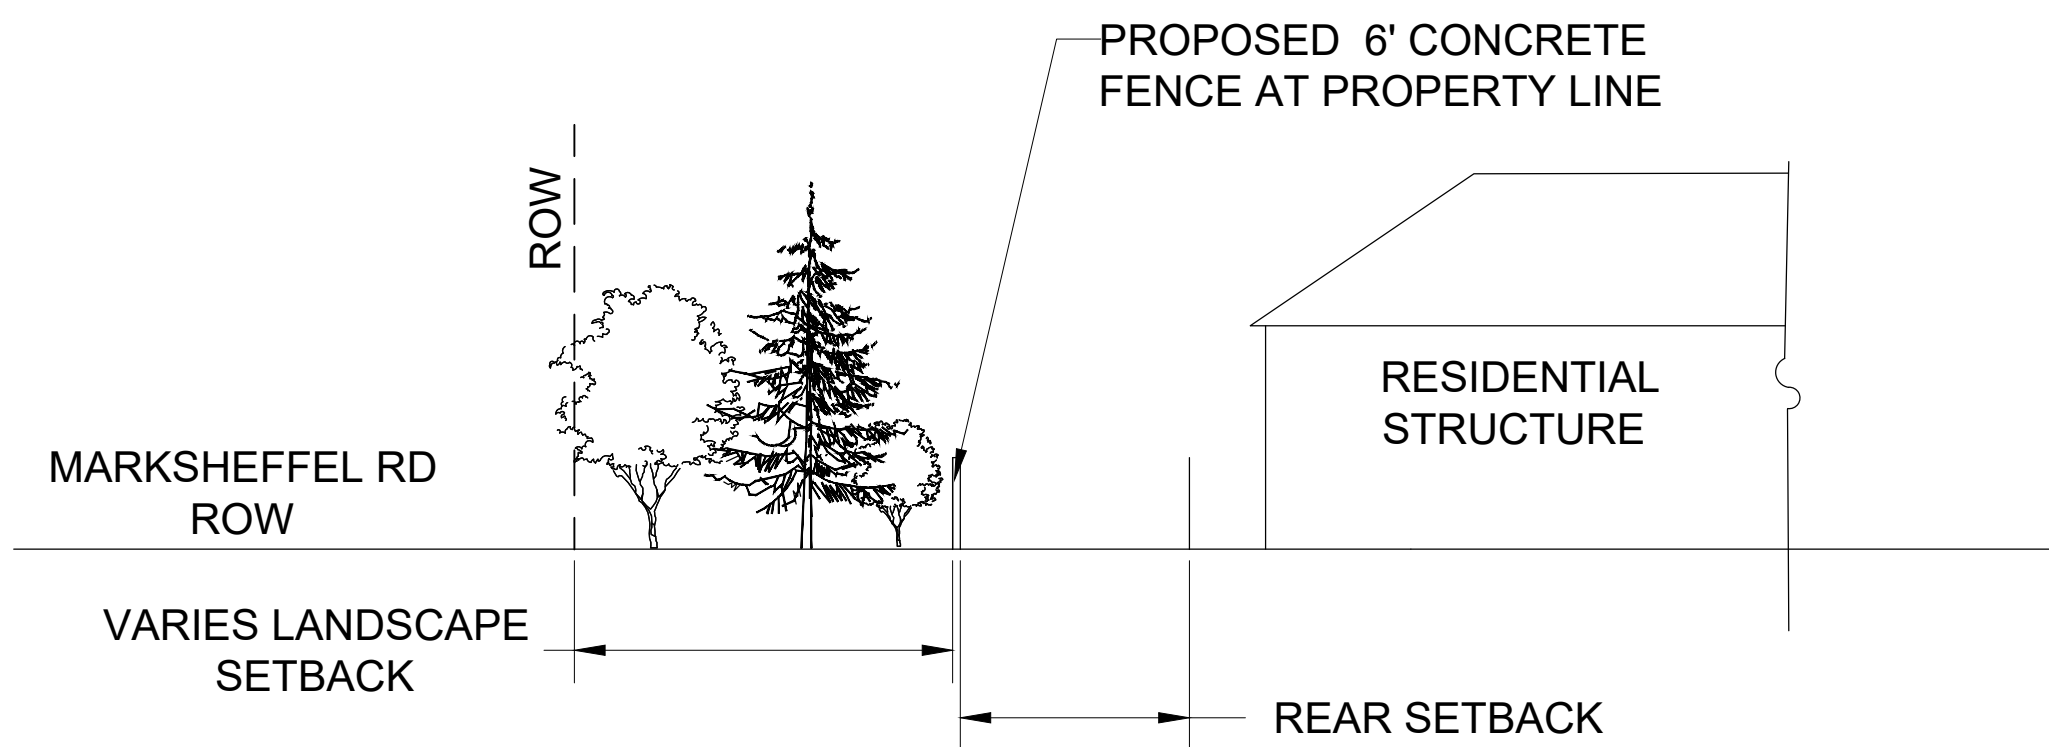 PROPOSED 6' CONCRETE
FENCE AT PROPERTY LINE
ROW
RESIDENTIAL
STRUCTURE
MARKSHEFFEL RD
ROW
VARIES LANDSCAPE
SETBACK
REAR SETBACK